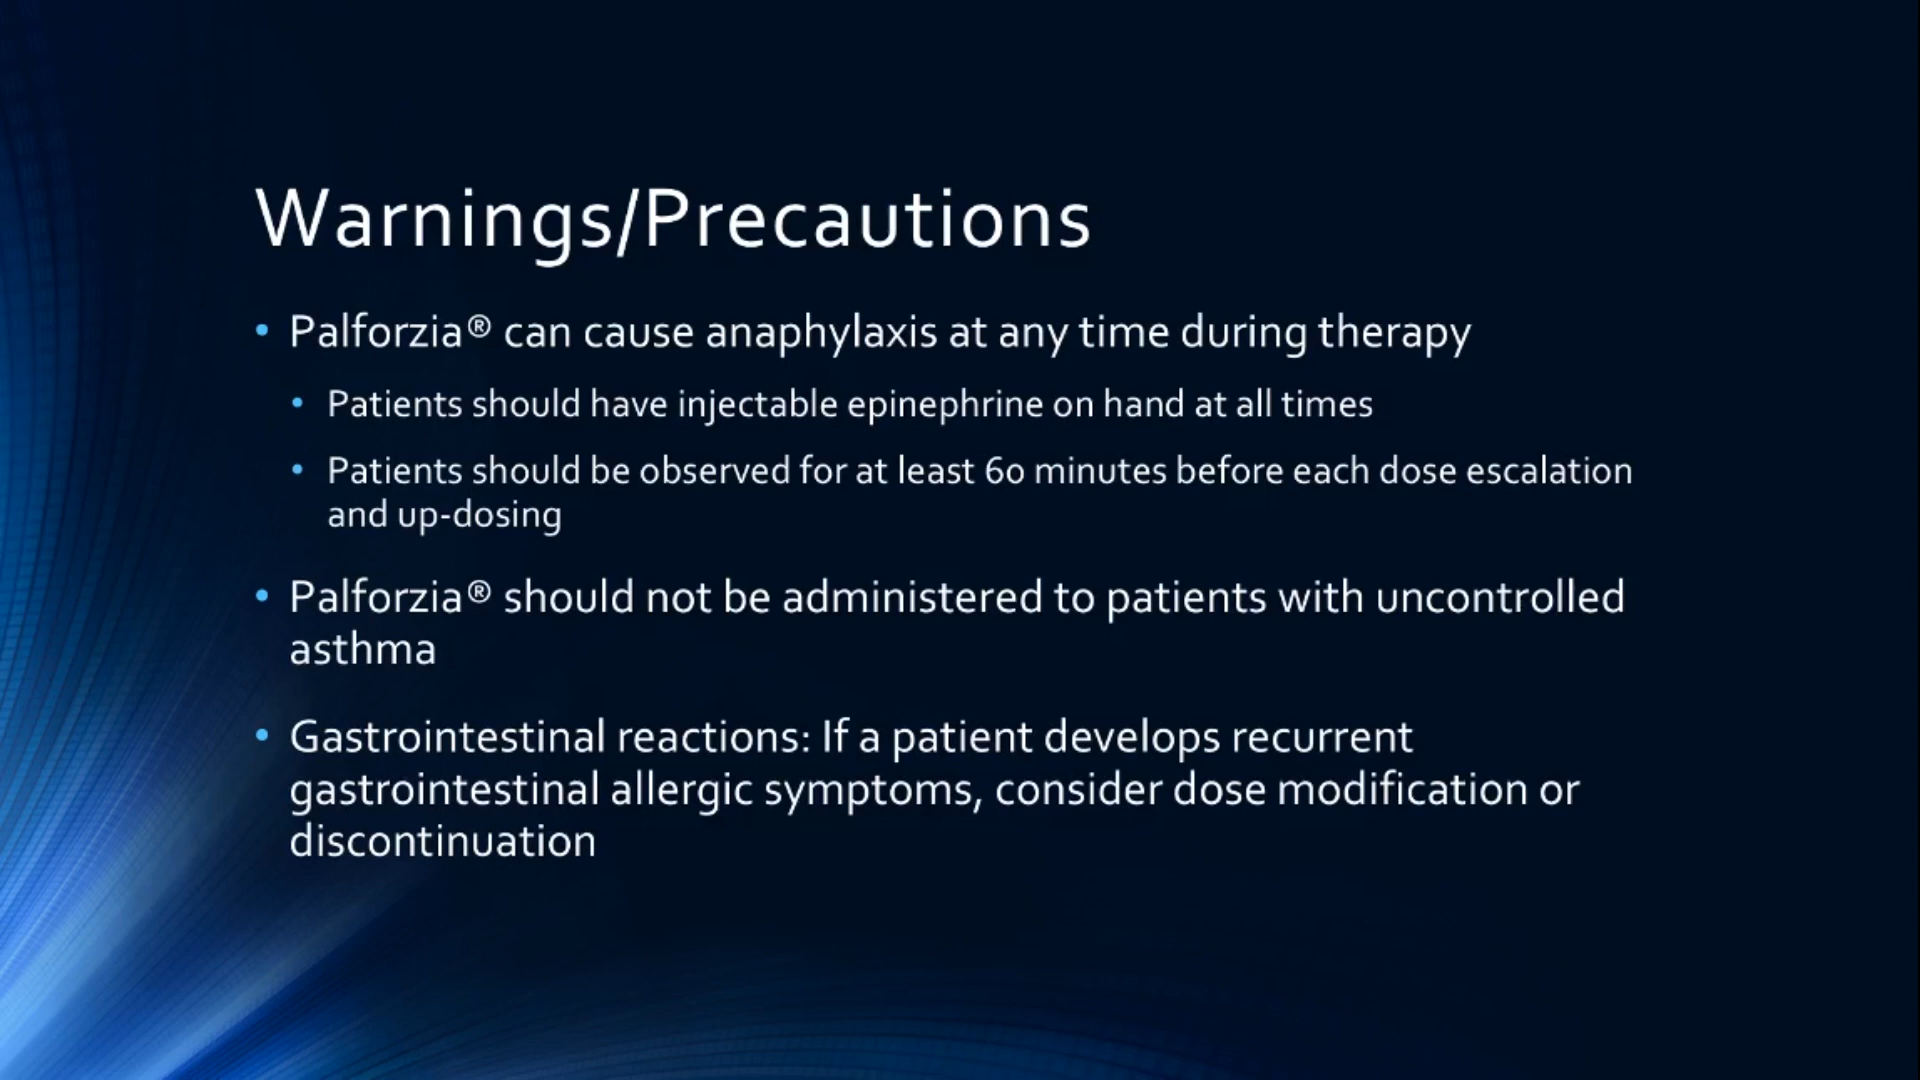 Warnings/Precautions
• Palforzia® can cause anaphylaxis at any time during therapy
• Patients should have injectable epinephrine on hand at all times
• Patients should be observed for at least 60 minutes before each dose escalation
and up-dosing
• Palforzia® should not be administered to patients with uncontrolled
asthma
• Gastrointestinal reactions: If a patient develops recurrent
gastrointestinal allergic symptoms, consider dose modification or
discontinuation